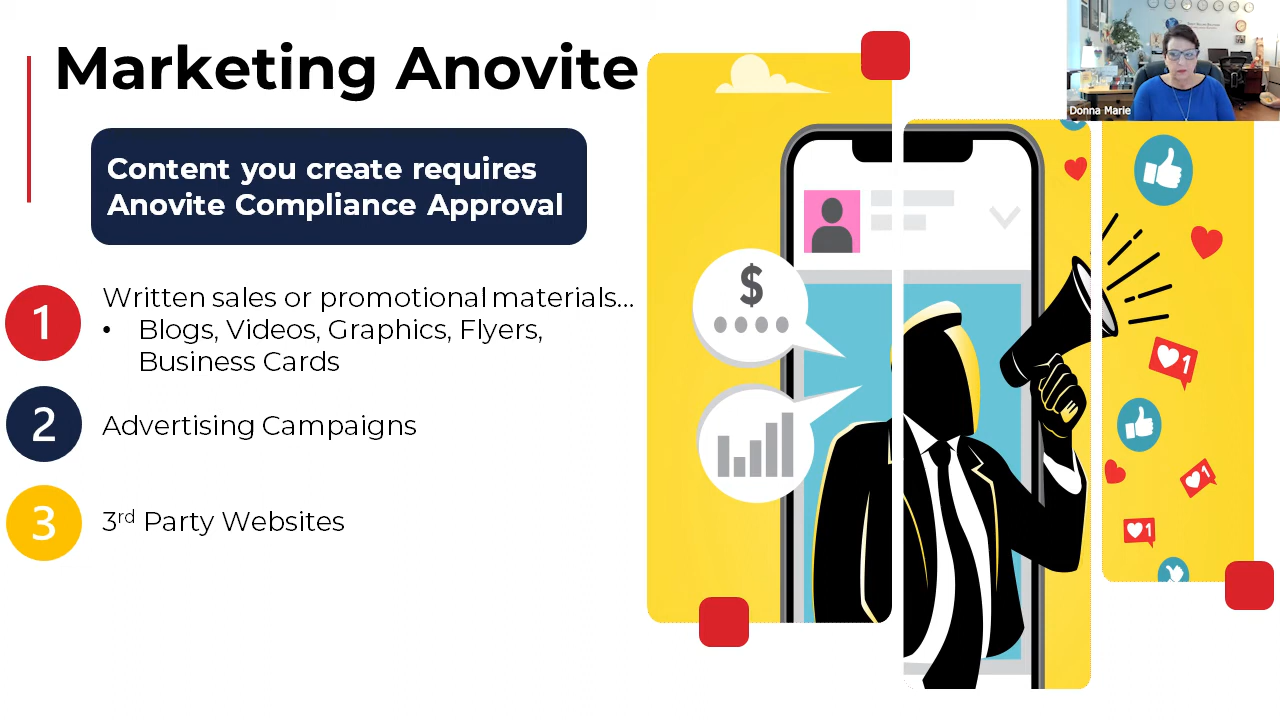 Marketing Anovite
Content you create requires
Anovite Compliance Approval
1
Written sales or promotional materials...
• Blogs, Videos, Graphics, Flyers,
Business Cards
2
Advertising Campaigns
3
3rd Party Websites
$
1
1
1
Donna Marie